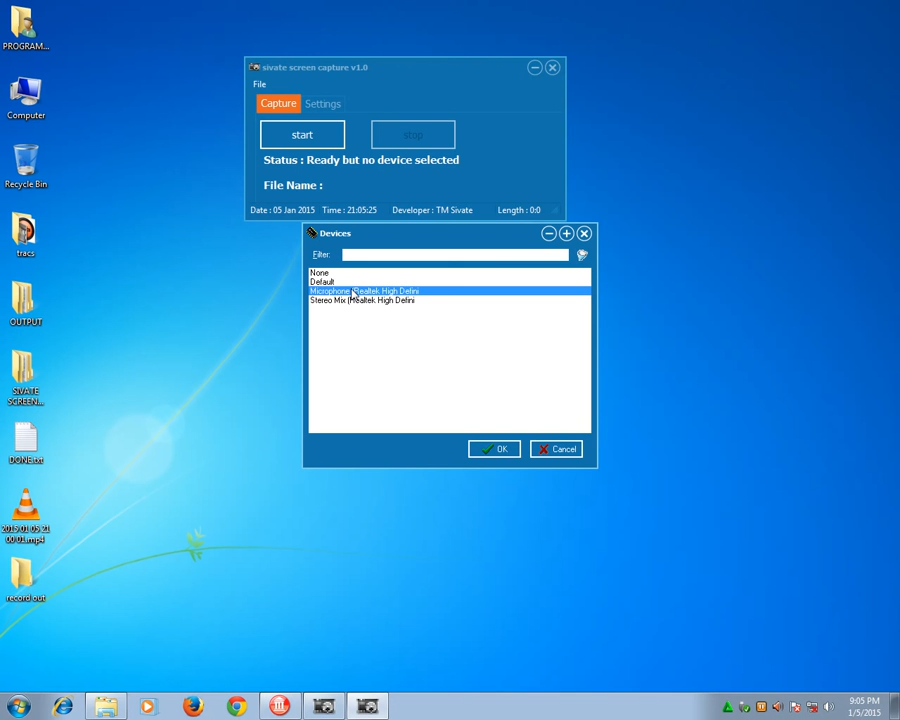 PROGRAM...
Computer
Recycle Bin
tracs
OUTPUT
SIVATE
SCREEN...
DONE.txt
2015 01 05 21
00 01.mp4
record out
sivate screen capture v1.0
File
Capture Settings
start stop
Status : Ready but no device selected
File Name :
Date : 05 Jan 2015 Time : 21:05:25 Developer : TM Sivate Length : 0:0
Devices
Filter:
None
Default
Microphone (Realtek High Defini
Stereo Mix (Realtek High Defini
OK Cancel
9:05 PM
1/5/2015